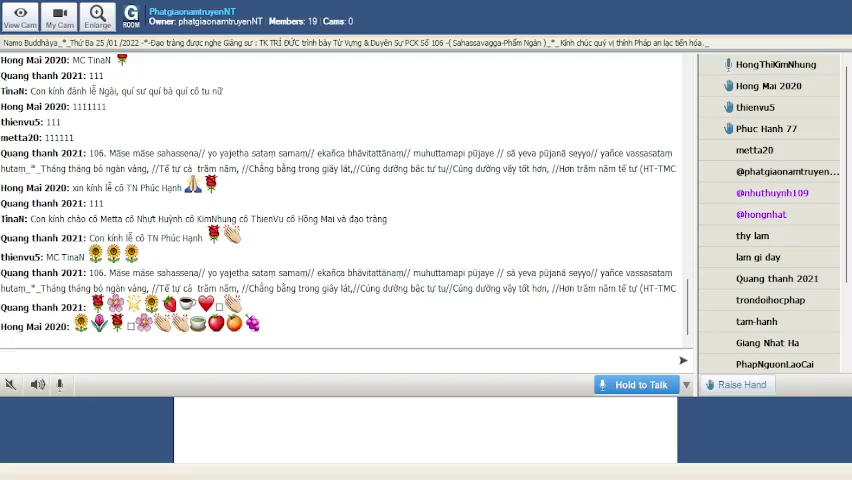 View Cam
My Cam
Enlarge
G
ROOM
PhatgiaonamtruyenNT
Owner: phatgiaonamtruyenNT | Members: 19 | Cams: 0
Namo Buddhàya_*_Thứ Ba 25 /01 /2022 -*-Đạo tràng được nghe Giảng sư : TK TRÍ ĐỨC trình bày Từ Vựng & Duyên Sự PCK Số 106 -( Sahassavagga-Phẩm Ngàn )_*_Kính chúc quý vị thính Pháp an lạc tiến hóa._
Hong Mai 2020: MC TinaN
Quang thanh 2021: 111
TinaN: Con kính đảnh lễ Ngài, quí sư quí bà quí cô tu nữ
Hong Mai 2020: 1111111
thienvu5: 111
metta20: 111111
Quang thanh 2021: 106. Māse māse sahassena// yo yajetha sataṃ samaṃ// ekañca bhāvitattānaṃ// muhuttamapi pūjaye // sā yeva pūjanā seyyo// yañce vassasataṃ
hutaṃ_*_Tháng tháng bỏ ngàn vàng, //Tế tự cả trăm năm, //Chẳng bằng trong giây lát,//Cúng dường bậc tự tu//Cúng dường vậy tốt hơn, //Hơn trăm năm tế tự (HT-TMC
Hong Mai 2020: xin kính lễ cô TN Phúc Hạnh
Quang thanh 2021: 111
TinaN: Con kính chào cô Metta cô Nhựt Huỳnh cô KimNhung cô ThienVu cô Hồng Mai và đạo tràng
Quang thanh 2021: Con kính lễ cô TN Phúc Hạnh
thienvu5: MC TinaN
Quang thanh 2021: 106. Māse māse sahassena// yo yajetha sataṃ samaṃ// ekañca bhāvitattānaṃ// muhuttamapi pūjaye // sā yeva pūjanā seyyo// yañce vassasataṃ
hutaṃ_*_Tháng tháng bỏ ngàn vàng, //Tế tự cả trăm năm, //Chẳng bằng trong giây lát,//Cúng dường bậc tự tu//Cúng dường vậy tốt hơn, //Hơn trăm năm tế tự (HT-TMC
Quang thanh 2021:
Hong Mai 2020:
Hold to Talk
HongThiKimNhung
Hong Mai 2020
thienvu5
Phuc Hanh 77
metta20
@phatgiaonamtruyen...
@nhuthuynh109
@hongnhat
thy lam
lam gi day
Quang thanh 2021
trondoihocphap
tam-hanh
Giang Nhat Ha
PhapNguonLaoCai
Raise Hand